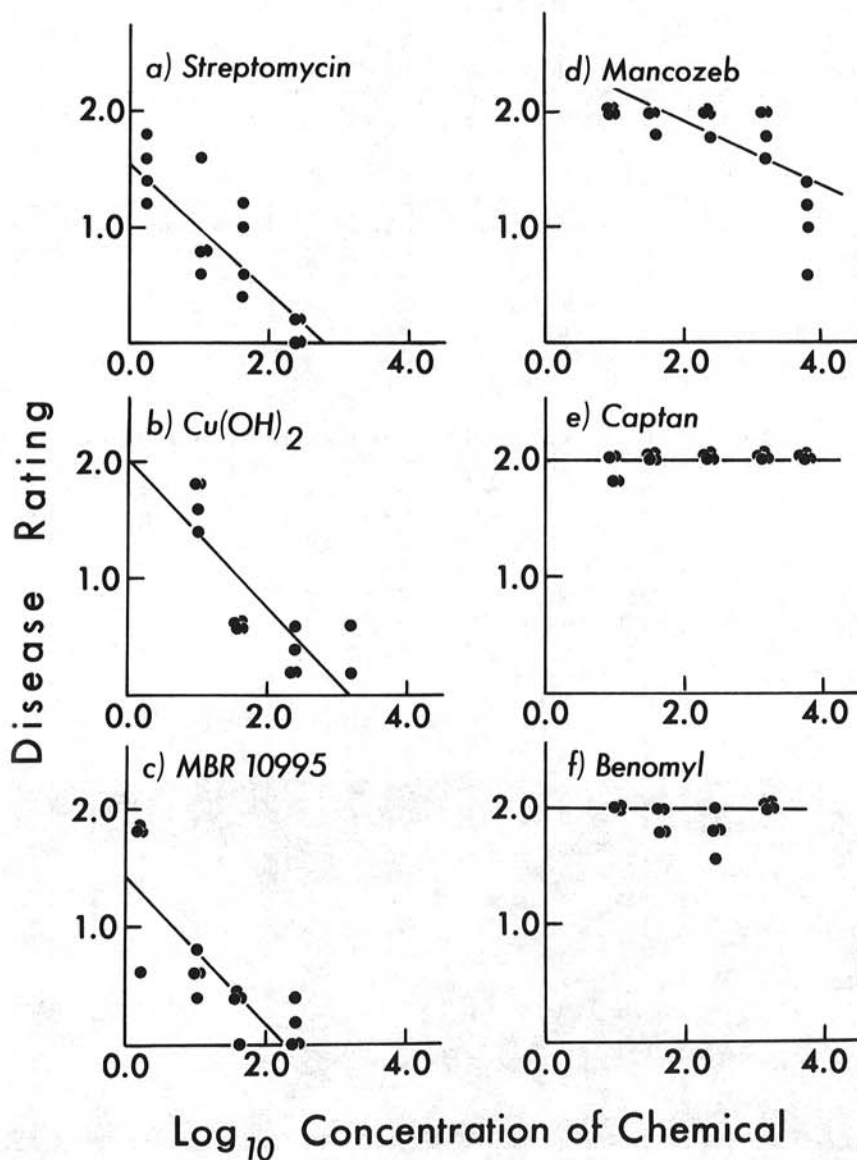 a) Streptomycin
2.0
1.0
0.0 2.0 4.0
d) Mancozeb
2.0
1.0
0.0 2.0 4.0
b) Cu(OH)2
2.0
1.0
0.0 2.0 4.0
e) Captan
2.0
1.0
0.0 2.0 4.0
c) MBR 10995
2.0
1.0
0.0 2.0 4.0
f) Benomyl
2.0
1.0
0.0 2.0 4.0
Disease Rating
Log10 Concentration of Chemical